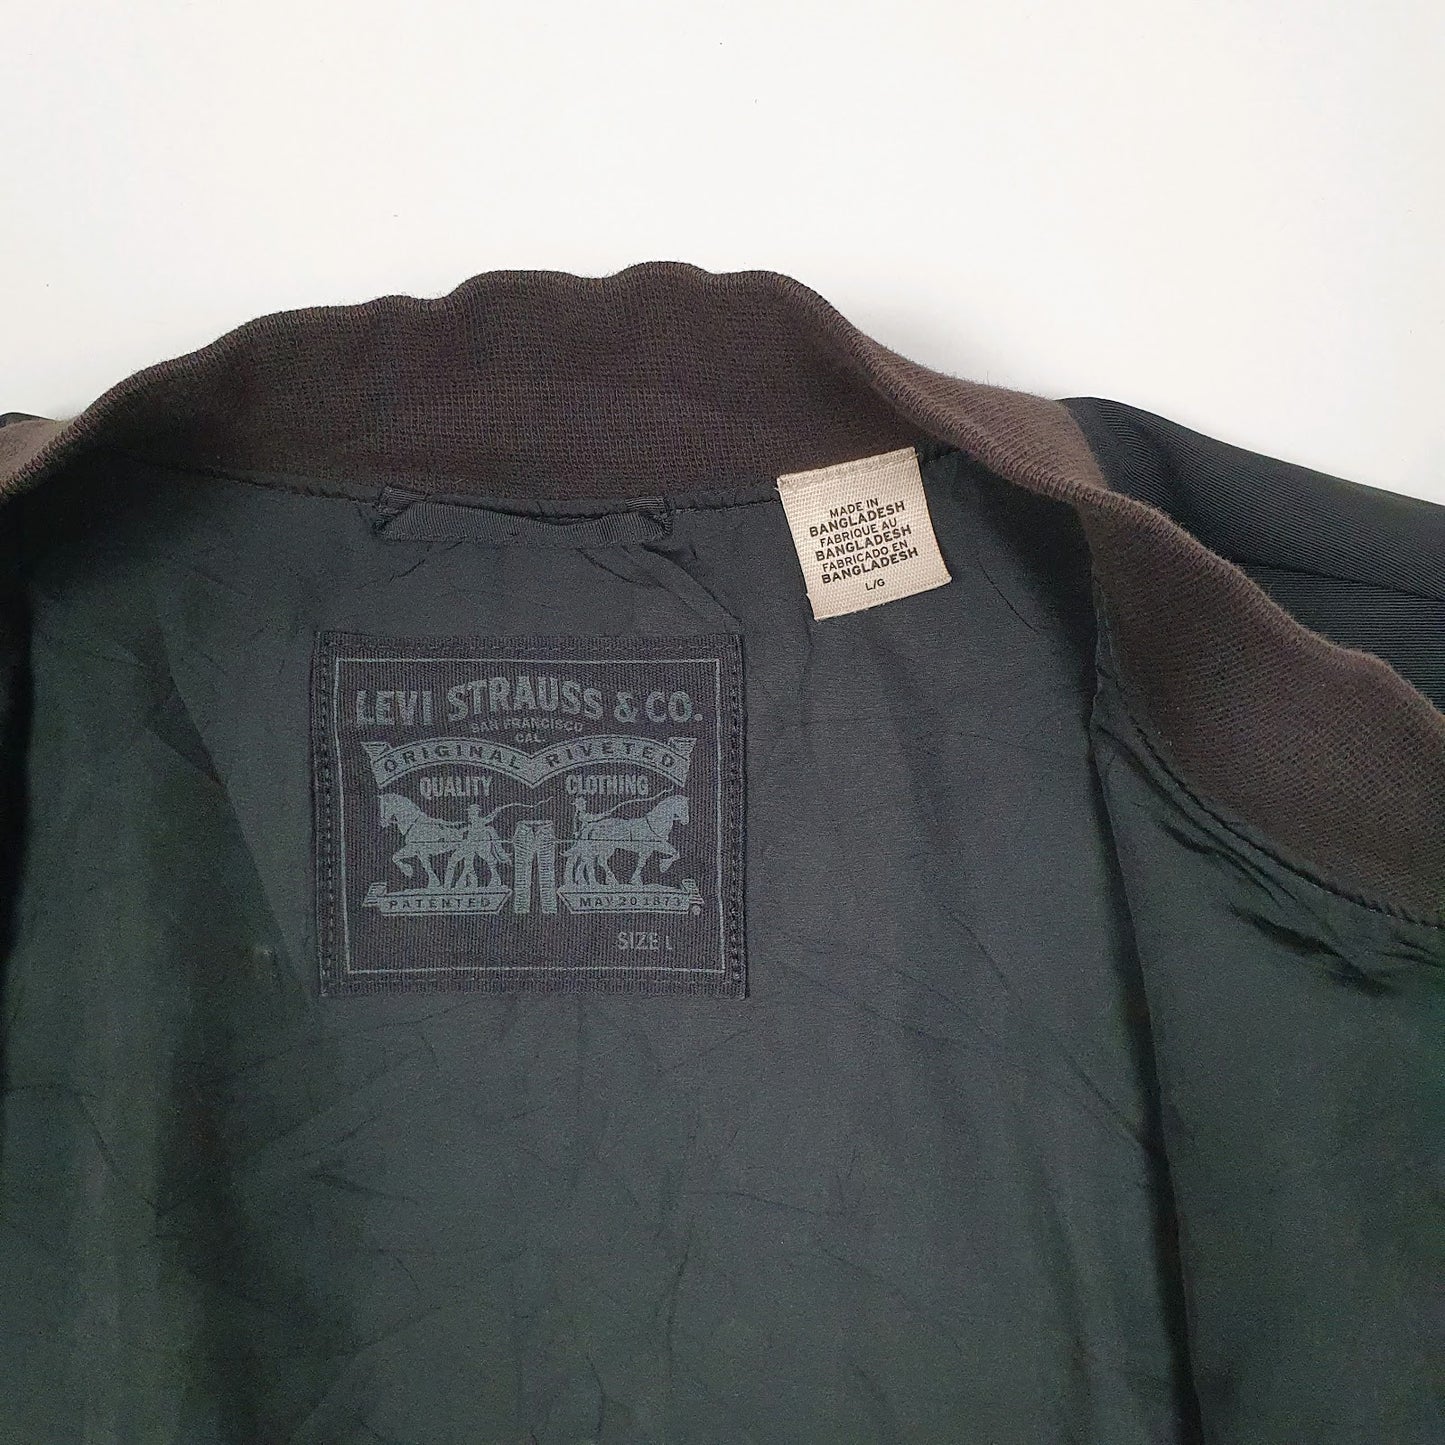 MADE IN
BANGLADESH
FABRIQUE AU
BANGLADESH
FABRICADO EN
BANGLADESH
L/G
LEVI STRAUSS & CO.
SAN FRANCISCO
CAL.
ORIGINAL RIVETED
QUALITY CLOTHING
PATENTED MAY 20 1873 ®
SIZE L